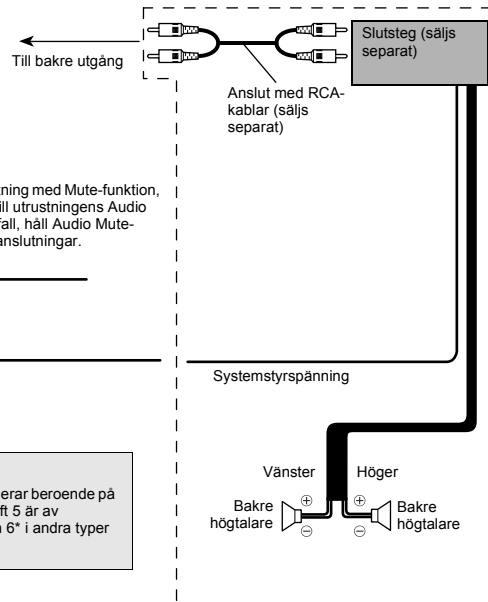 Slutsteg (säljs
separat)
Till bakre utgång
Anslut med RCA-
kablar (säljs
separat)
ning med Mute-funktion,
ill utrustningens Audio
fall, håll Audio Mute-
anslutningar.
Systemstyrspänning
erar beroende på
ft 5 är av
6* i andra typer
Vänster
Höger
Bakre
högtalare
Bakre
högtalare